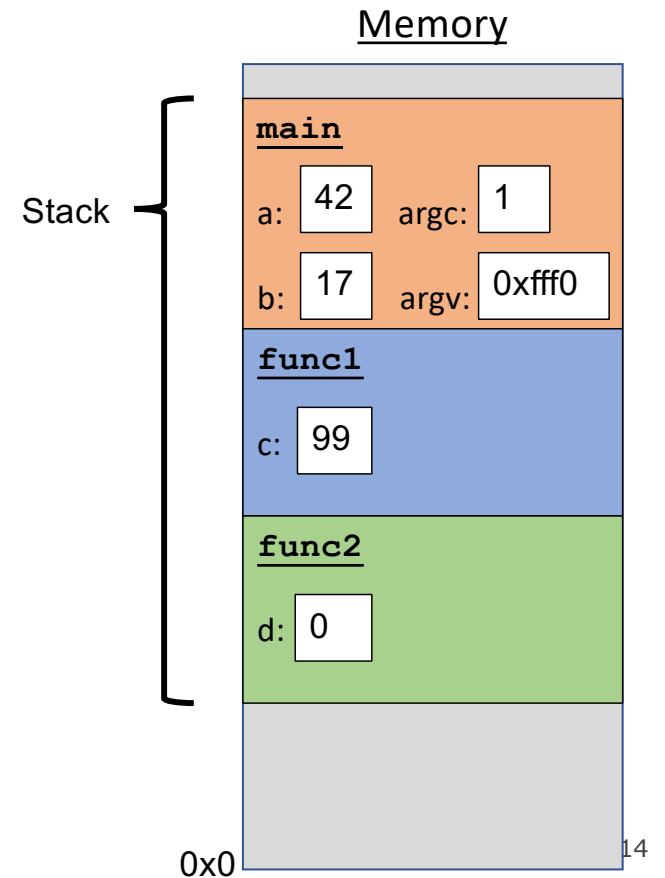 Memory
Stack
main
a: 42 argc: 1
b: 17 argv: 0xfff0
func1
c: 99
func2
d: 0
0x0
14